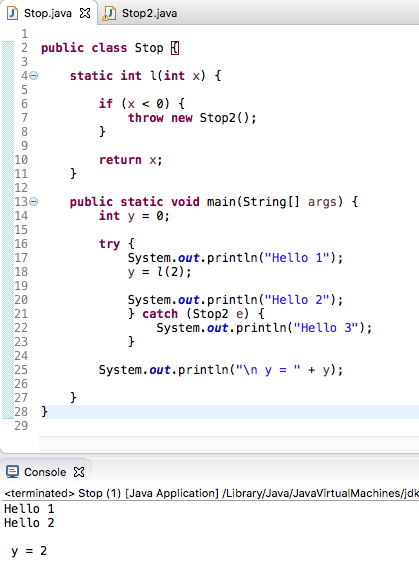 Stop.java Stop2.java
1
2 public class Stop {
3
4 static int l(int x) {
5
6 if (x < 0) {
7 throw new Stop2();
8 }
9
10 return x;
11 }
12
13 public static void main(String[] args) {
14 int y = 0;
15
16 try {
17 System.out.println("Hello 1");
18 y = l(2);
19
20 System.out.println("Hello 2");
21 } catch (Stop2 e) {
22 System.out.println("Hello 3");
23 }
24
25 System.out.println("\n y = " + y);
26
27 }
28 }
29
Console
<terminated> Stop (1) [Java Application] /Library/Java/JavaVirtualMachines/jdk
Hello 1
Hello 2
y = 2